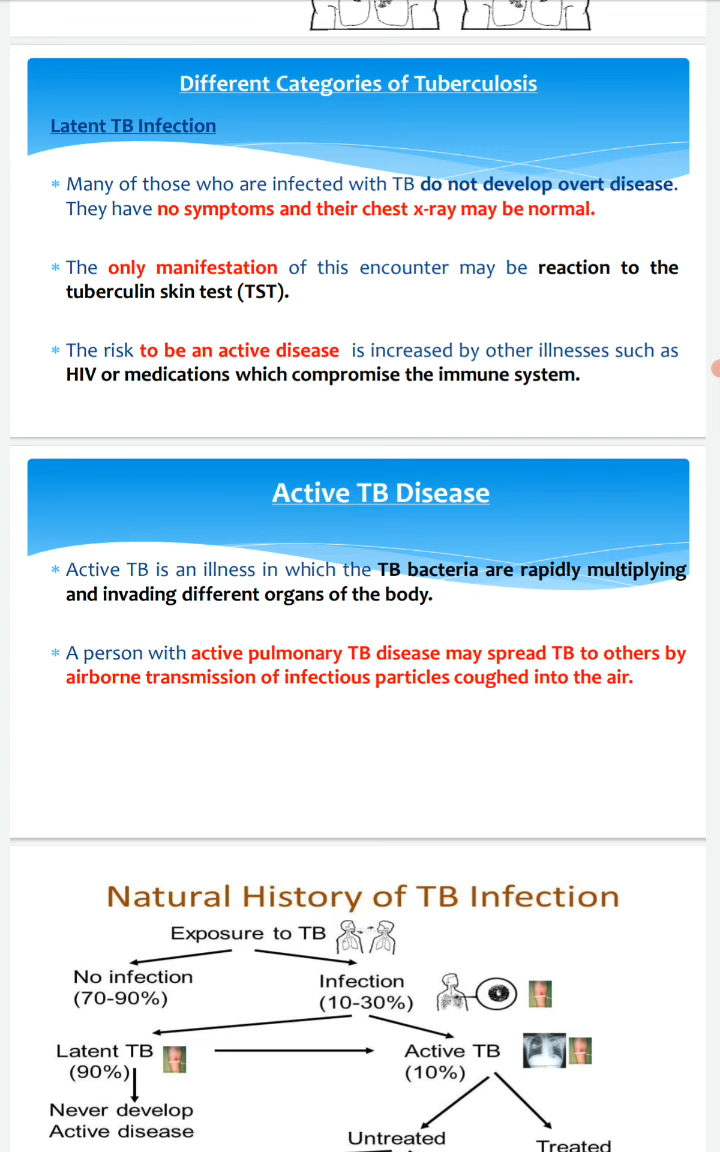 Different Categories of Tuberculosis
Latent TB Infection
* Many of those who are infected with TB do not develop overt disease.
They have no symptoms and their chest x-ray may be normal.
* The only manifestation of this encounter may be reaction to the
tuberculin skin test (TST).
* The risk to be an active disease is increased by other illnesses such as
HIV or medications which compromise the immune system.
Active TB Disease
* Active TB is an illness in which the TB bacteria are rapidly multiplying
and invading different organs of the body.
* A person with active pulmonary TB disease may spread TB to others by
airborne transmission of infectious particles coughed into the air.
Natural History of TB Infection
Exposure to TB
No infection
(70-90%)
Infection
(10-30%)
Latent TB
(90%)
Active TB
(10%)
Never develop
Active disease
Untreated
Treated